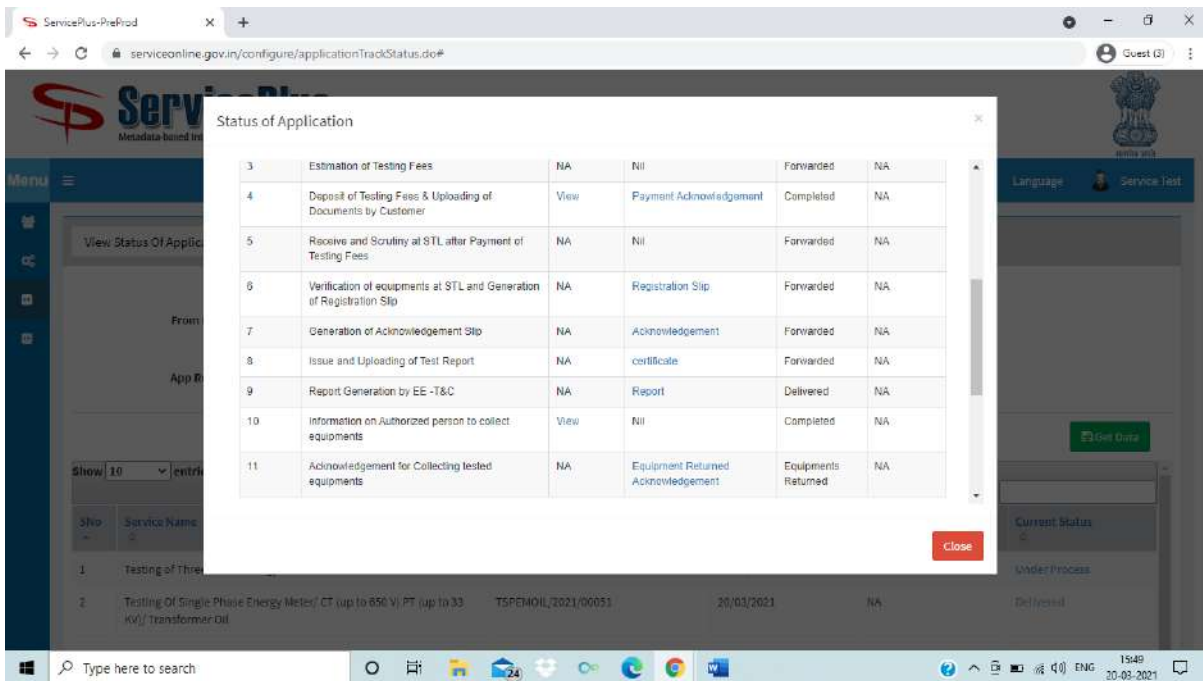 ServicePlus-PreProd
serviceonline.gov.in/configure/applicationTrackStatus.do#
Guest (3)
ServicePlus
Metadata-based Int
Status of Application
Menu
Language
Service Test
View Status Of Applic
From
App R
3 Estimation of Testing Fees NA Nil Forwarded NA
4 Deposit of Testing Fees & Uploading of NA View Payment Acknowledgement Completed NA
Documents by Customer
5 Receive and Scrutiny at STL after Payment of NA Nil Forwarded NA
Testing Fees
6 Verification of equipments at STL and Generation NA Registration Slip Forwarded NA
of Registration Slip
7 Generation of Acknowledgement Slip NA Acknowledgement Forwarded NA
8 Issue and Uploading of Test Report NA certificate Forwarded NA
9 Report Generation by EE -T&C NA Report Delivered NA
10 Information on Authorized person to collect View Nil Completed NA
equipments
11 Acknowledgement for Collecting tested NA Equipment Returned Equipments NA
equipments Acknowledgement Returned
Close
Get Data
Show 10 entri
SNo Service Name Current Status
1 Testing of Three Under Process
2 Testing Of Single Phase Energy Meter/ CT (up to 650 V) PT (up to 33 TSPEMOIL/2021/00051 20/03/2021 NA Delivered
KV)/ Transformer Oil
Type here to search
24
ENG
15:49
20-03-2021